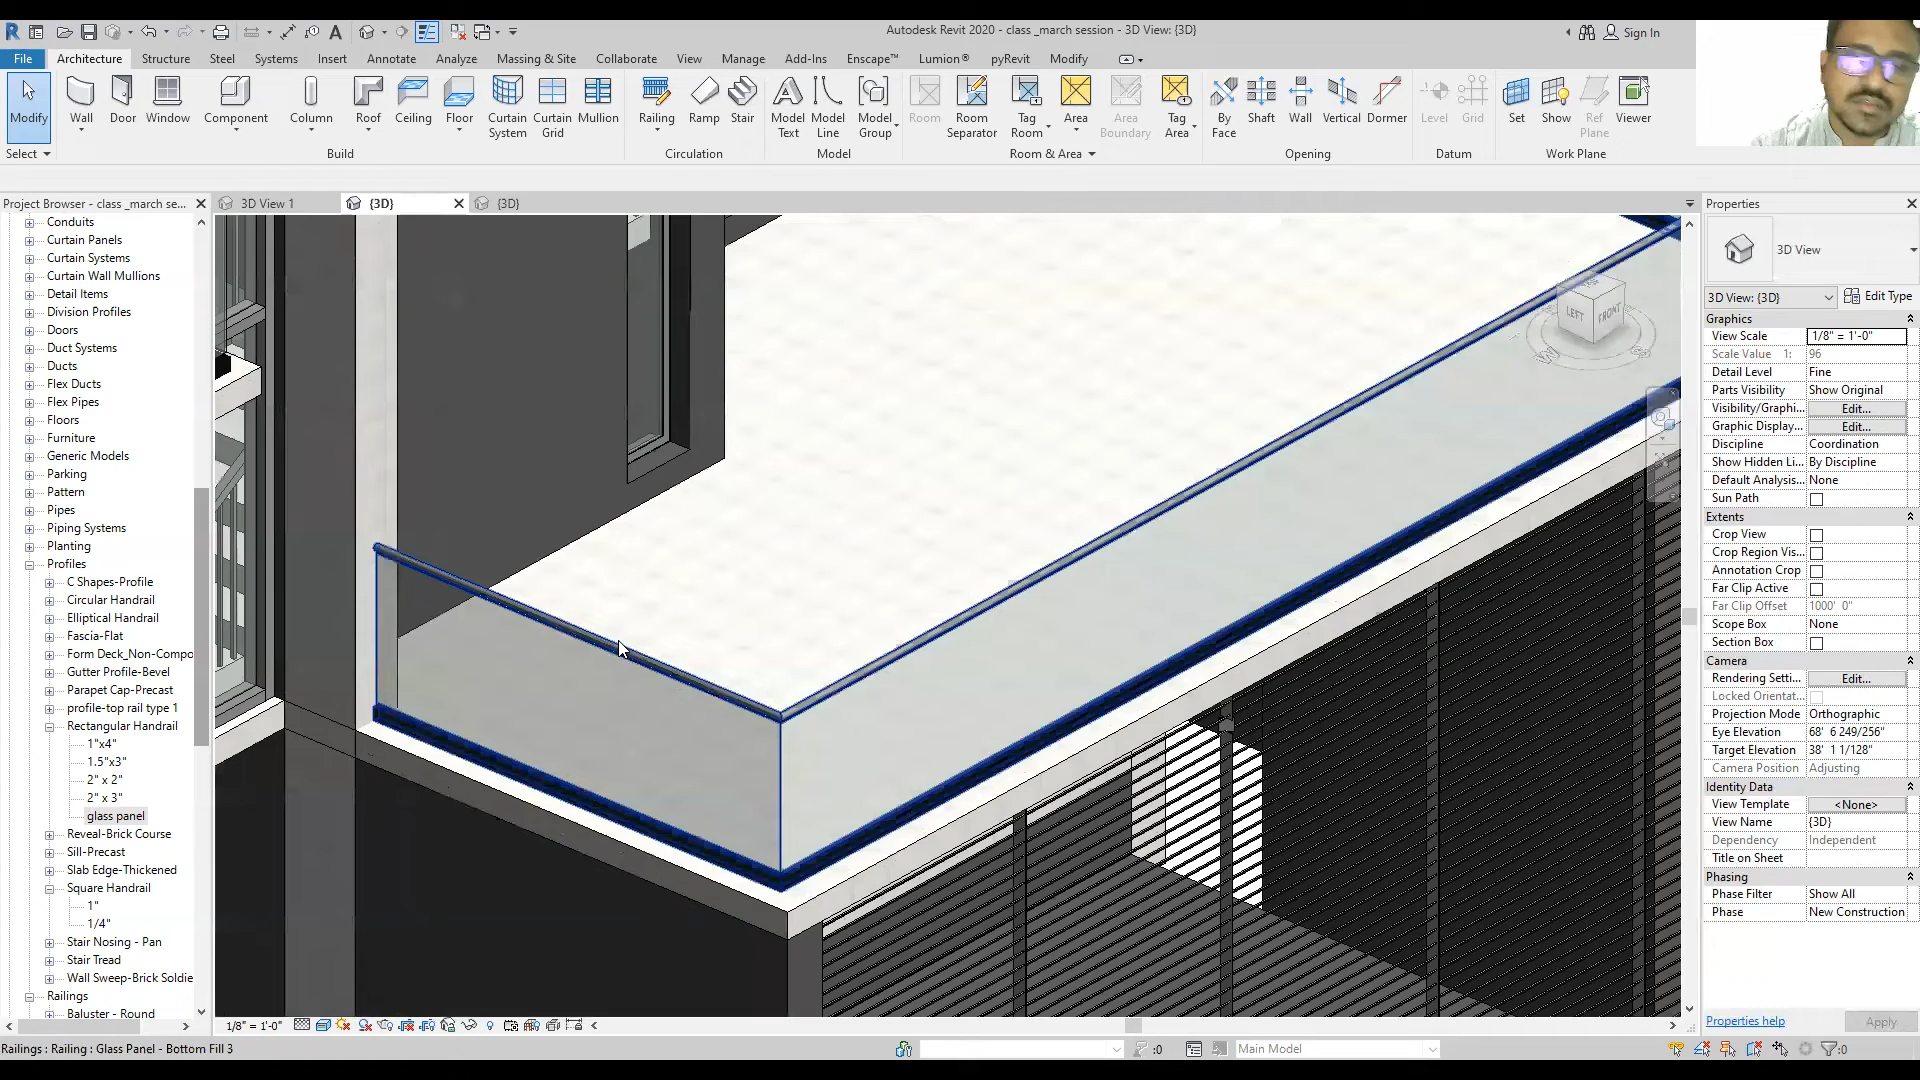 Autodesk Revit 2020 - class _march session - 3D View: {3D}
Sign In
File Architecture Structure Steel Systems Insert Annotate Analyze Massing & Site Collaborate View Manage Add-Ins Enscape™ Lumion® pyRevit Modify
Modify Wall Door Window Component Column Roof Ceiling Floor Curtain System Curtain Grid Mullion Railing Ramp Stair Model Text Model Line Model Group Room Room Separator Tag Room Area Area Boundary Tag Area By Face Shaft Wall Vertical Dormer Level Grid Set Show Ref Plane Viewer
Select Build Circulation Model Room & Area Opening Datum Work Plane
Project Browser - class _march se...
3D View 1
{3D}
{3D}
Properties
Conduits
Curtain Panels
Curtain Systems
Curtain Wall Mullions
Detail Items
Division Profiles
Doors
Duct Systems
Ducts
Flex Ducts
Flex Pipes
Floors
Furniture
Generic Models
Parking
Pattern
Pipes
Piping Systems
Planting
Profiles
C Shapes-Profile
Circular Handrail
Elliptical Handrail
Fascia-Flat
Form Deck_Non-Compo
Gutter Profile-Bevel
Parapet Cap-Precast
profile-top rail type 1
Rectangular Handrail
1"x4"
1.5"x3"
2" x 2"
2" x 3"
glass panel
Reveal-Brick Course
Sill-Precast
Slab Edge-Thickened
Square Handrail
1"
1/4"
Stair Nosing - Pan
Stair Tread
Wall Sweep-Brick Soldie
Railings
Baluster - Round
LEFT FRONT
W
3D View
3D View: {3D} Edit Type
Graphics
View Scale 1/8" = 1'-0"
Scale Value 1: 96
Detail Level Fine
Parts Visibility Show Original
Visibility/Graphi... Edit...
Graphic Display... Edit...
Discipline Coordination
Show Hidden Li... By Discipline
Default Analysis... None
Sun Path
Extents
Crop View
Crop Region Vis...
Annotation Crop
Far Clip Active
Far Clip Offset 1000' 0"
Scope Box None
Section Box
Camera
Rendering Setti... Edit...
Locked Orientat...
Projection Mode Orthographic
Eye Elevation 68' 6 249/256"
Target Elevation 38' 1 1/128"
Camera Position Adjusting
Identity Data
View Template <None>
View Name {3D}
Dependency Independent
Title on Sheet
Phasing
Phase Filter Show All
Phase New Construction
Properties help Apply
1/8" = 1'-0"
Railings : Railing : Glass Panel - Bottom Fill 3
:0
Main Model
:0